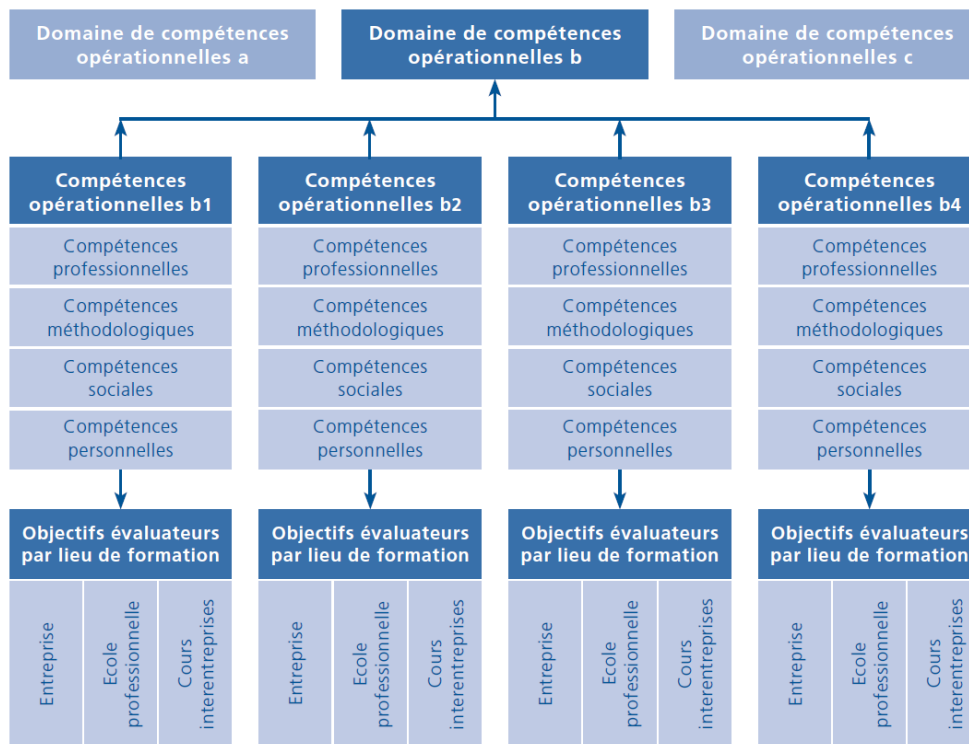 Domaine de compétences
opérationnelles a
Domaine de compétences
opérationnelles b
Domaine de compétences
opérationnelles c
Compétences
opérationnelles b1
Compétences
opérationnelles b2
Compétences
opérationnelles b3
Compétences
opérationnelles b4
Compétences
professionnelles
Compétences
professionnelles
Compétences
professionnelles
Compétences
professionnelles
Compétences
méthodologiques
Compétences
méthodologiques
Compétences
méthodologiques
Compétences
méthodologiques
Compétences
sociales
Compétences
sociales
Compétences
sociales
Compétences
sociales
Compétences
personnelles
Compétences
personnelles
Compétences
personnelles
Compétences
personnelles
Objectifs évaluateurs
par lieu de formation
Objectifs évaluateurs
par lieu de formation
Objectifs évaluateurs
par lieu de formation
Objectifs évaluateurs
par lieu de formation
Entreprise
Ecole
professionnelle
Cours
interentreprises
Entreprise
Ecole
professionnelle
Cours
interentreprises
Entreprise
Ecole
professionnelle
Cours
interentreprises
Entreprise
Ecole
professionnelle
Cours
interentreprises